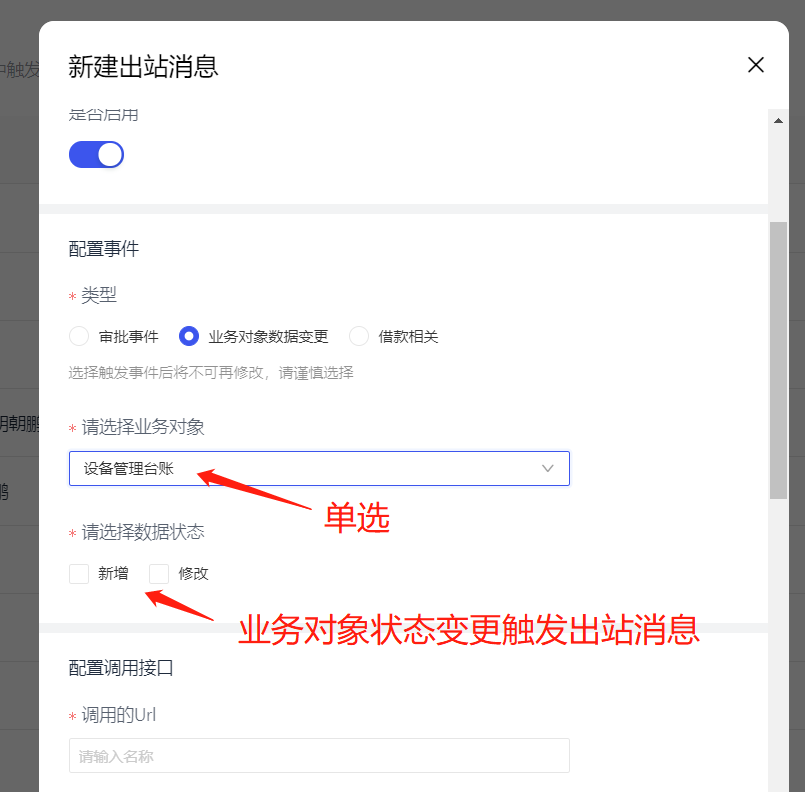 新建出站消息
中触发
是否启用
配置事件
* 类型
审批事件 业务对象数据变更 借款相关
选择触发事件后将不可再修改，请谨慎选择
* 请选择业务对象
设备管理台账
单选
* 请选择数据状态
新增 修改
业务对象状态变更触发出站消息
配置调用接口
* 调用的Url
请输入名称